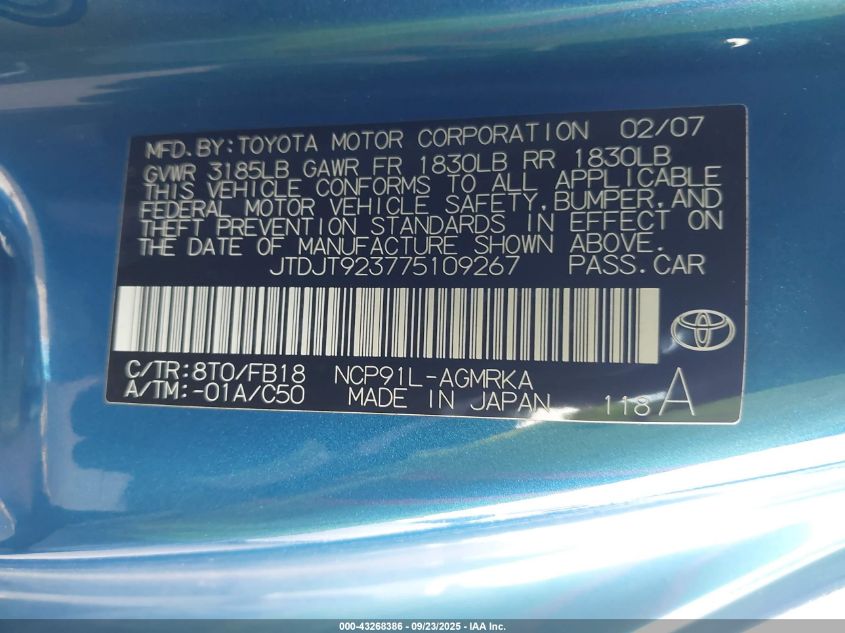 MFD. BY: TOYOTA MOTOR CORPORATION 02/07
GVWR 3185LB GAWR FR 1830LB RR 1830LB
THIS VEHICLE CONFORMS TO ALL APPLICABLE
FEDERAL MOTOR VEHICLE SAFETY, BUMPER, AND
THEFT PREVENTION STANDARDS IN EFFECT ON
THE DATE OF MANUFACTURE SHOWN ABOVE.
JTDJT923775109267 PASS. CAR
C/TR: 8T0/FB18 NCP91L-AGMRKA
A/TM: -01A/C50 MADE IN JAPAN 118A
000-43268386 - 09/23/2025 - IAA Inc.